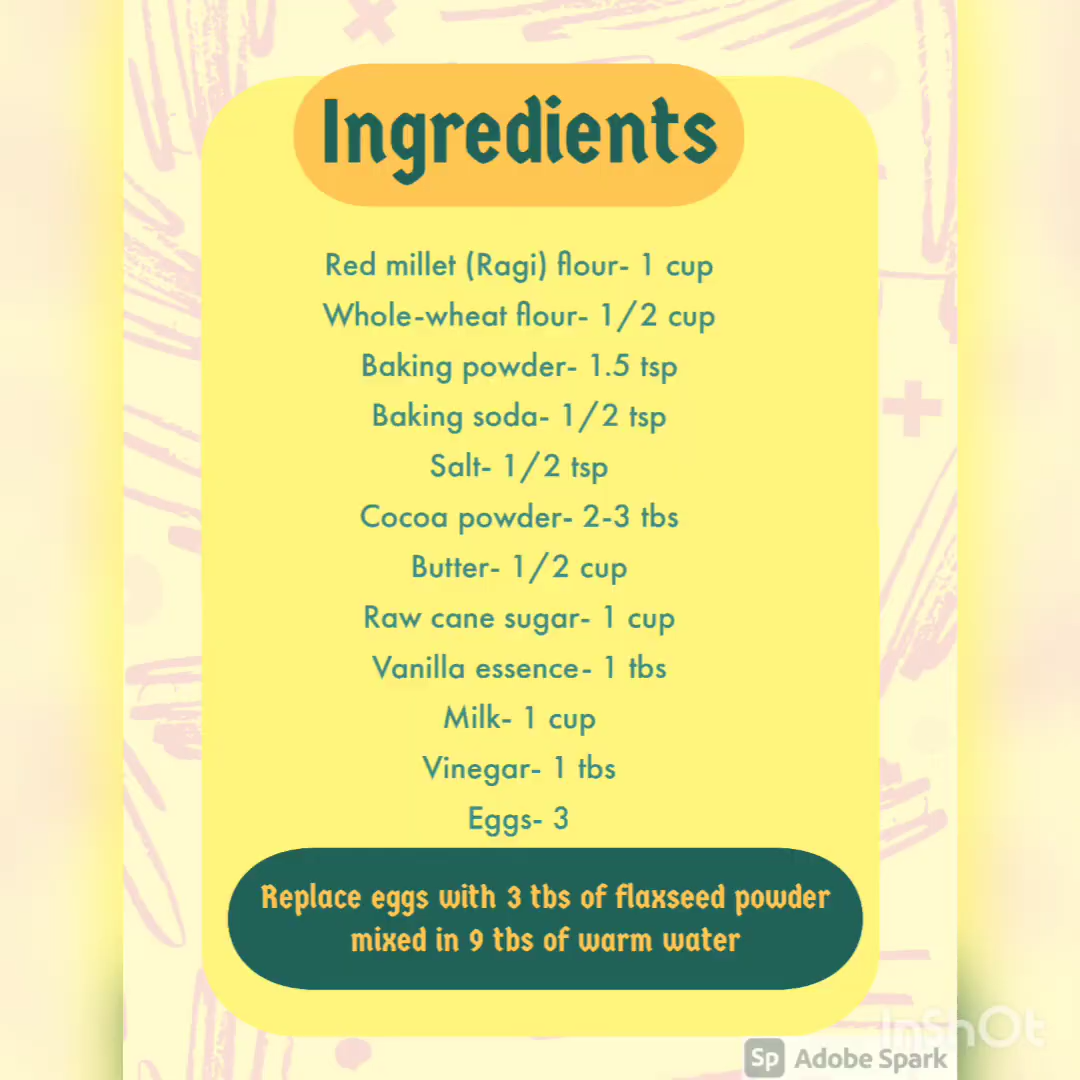 Ingredients
Red millet (Ragi) flour- 1 cup
Whole-wheat flour- 1/2 cup
Baking powder- 1.5 tsp
Baking soda- 1/2 tsp
Salt- 1/2 tsp
Cocoa powder- 2-3 tbs
Butter- 1/2 cup
Raw cane sugar- 1 cup
Vanilla essence- 1 tbs
Milk- 1 cup
Vinegar- 1 tbs
Eggs- 3
Replace eggs with 3 tbs of flaxseed powder
mixed in 9 tbs of warm water
InShOt
Sp Adobe Spark